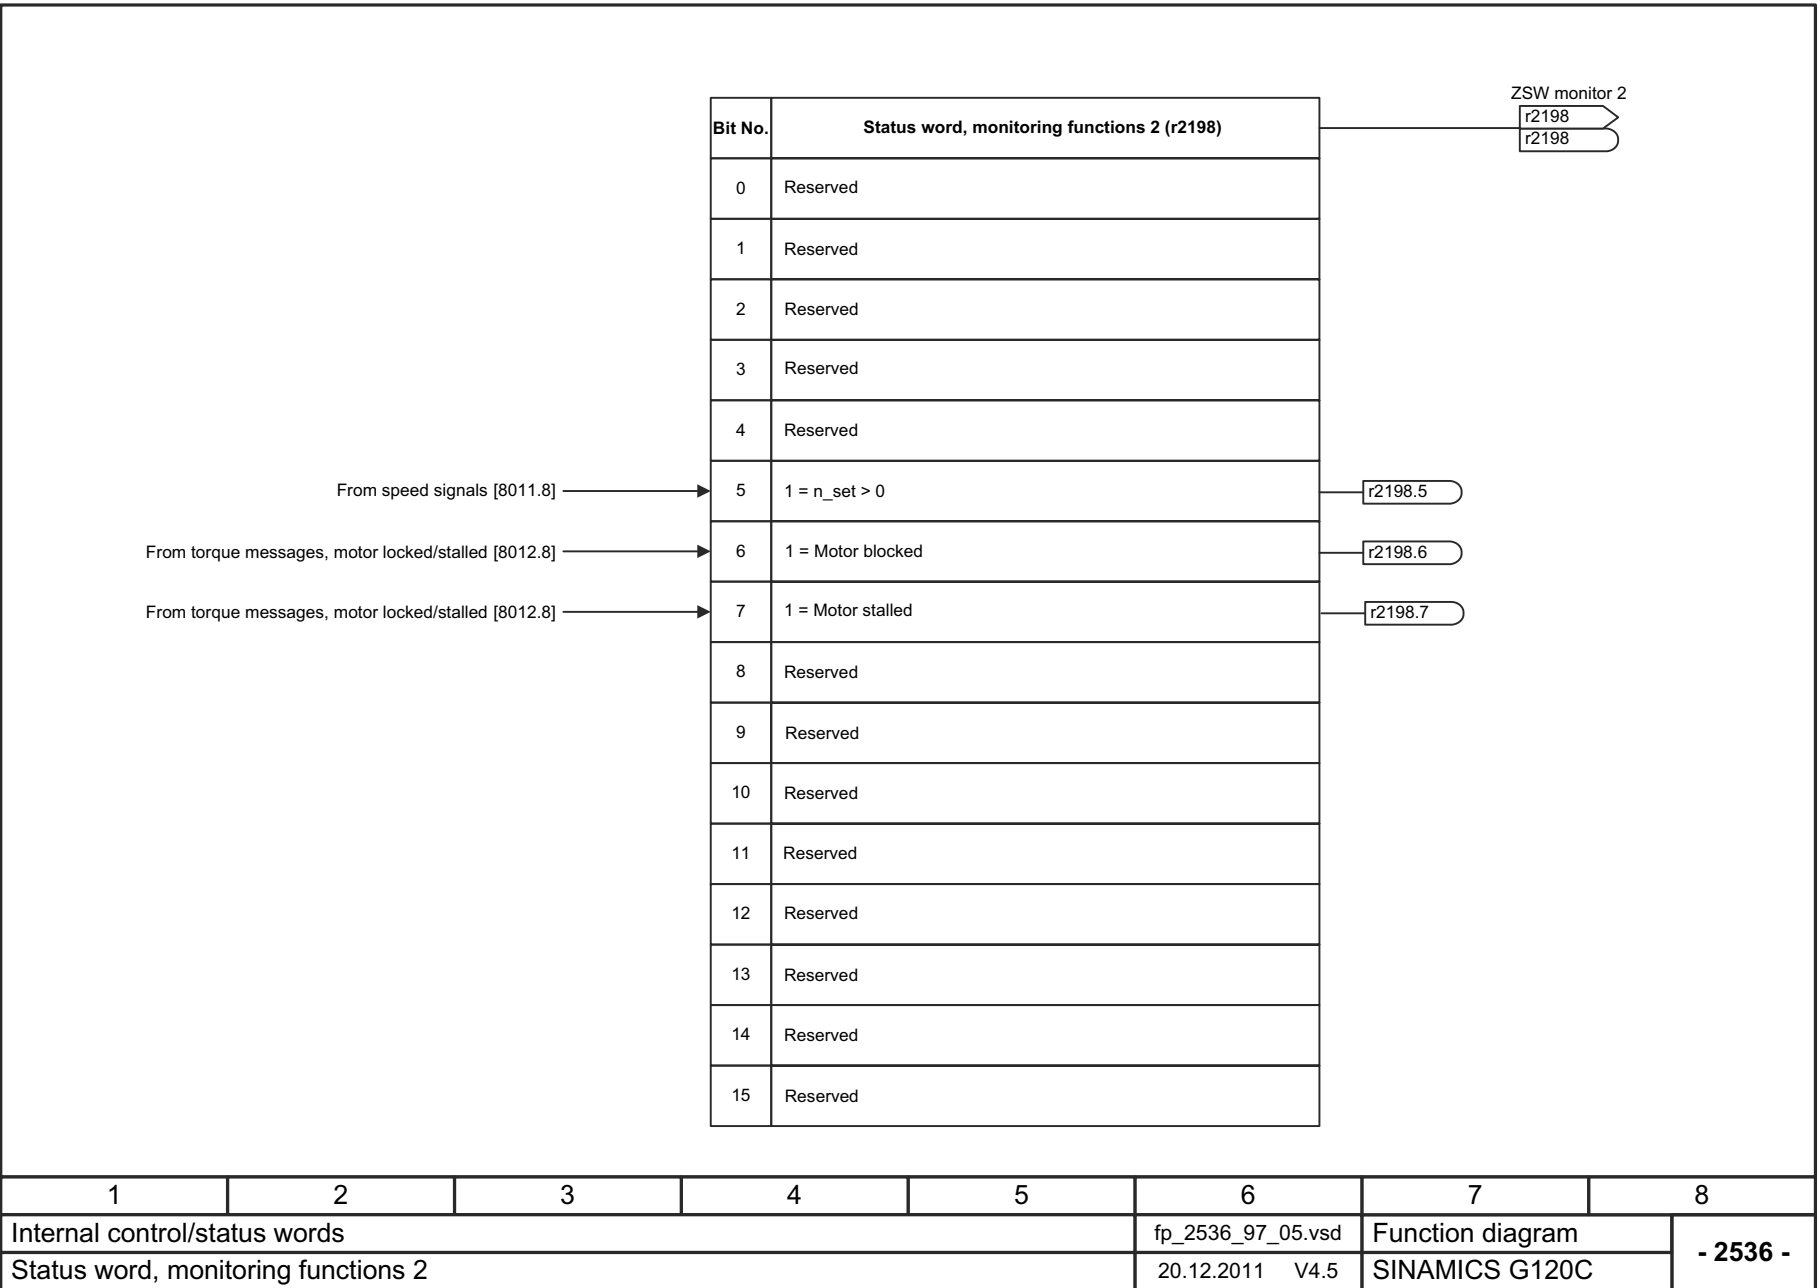 ZSW monitor 2
Bit No. Status word, monitoring functions 2 (r2198) r2198
r2198
0 Reserved
1 Reserved
2 Reserved
3 Reserved
4 Reserved
From speed signals [8011.8] 5 1 = n_set > 0 r2198.5
From torque messages, motor locked/stalled [8012.8] 6 1 = Motor blocked r2198.6
From torque messages, motor locked/stalled [8012.8] 7 1 = Motor stalled r2198.7
8 Reserved
9 Reserved
10 Reserved
11 Reserved
12 Reserved
13 Reserved
14 Reserved
15 Reserved
1 2 3 4 5 6 7 8
Internal control/status words fp_2536_97_05.vsd Function diagram - 2536 -
Status word, monitoring functions 2 20.12.2011 V4.5 SINAMICS G120C